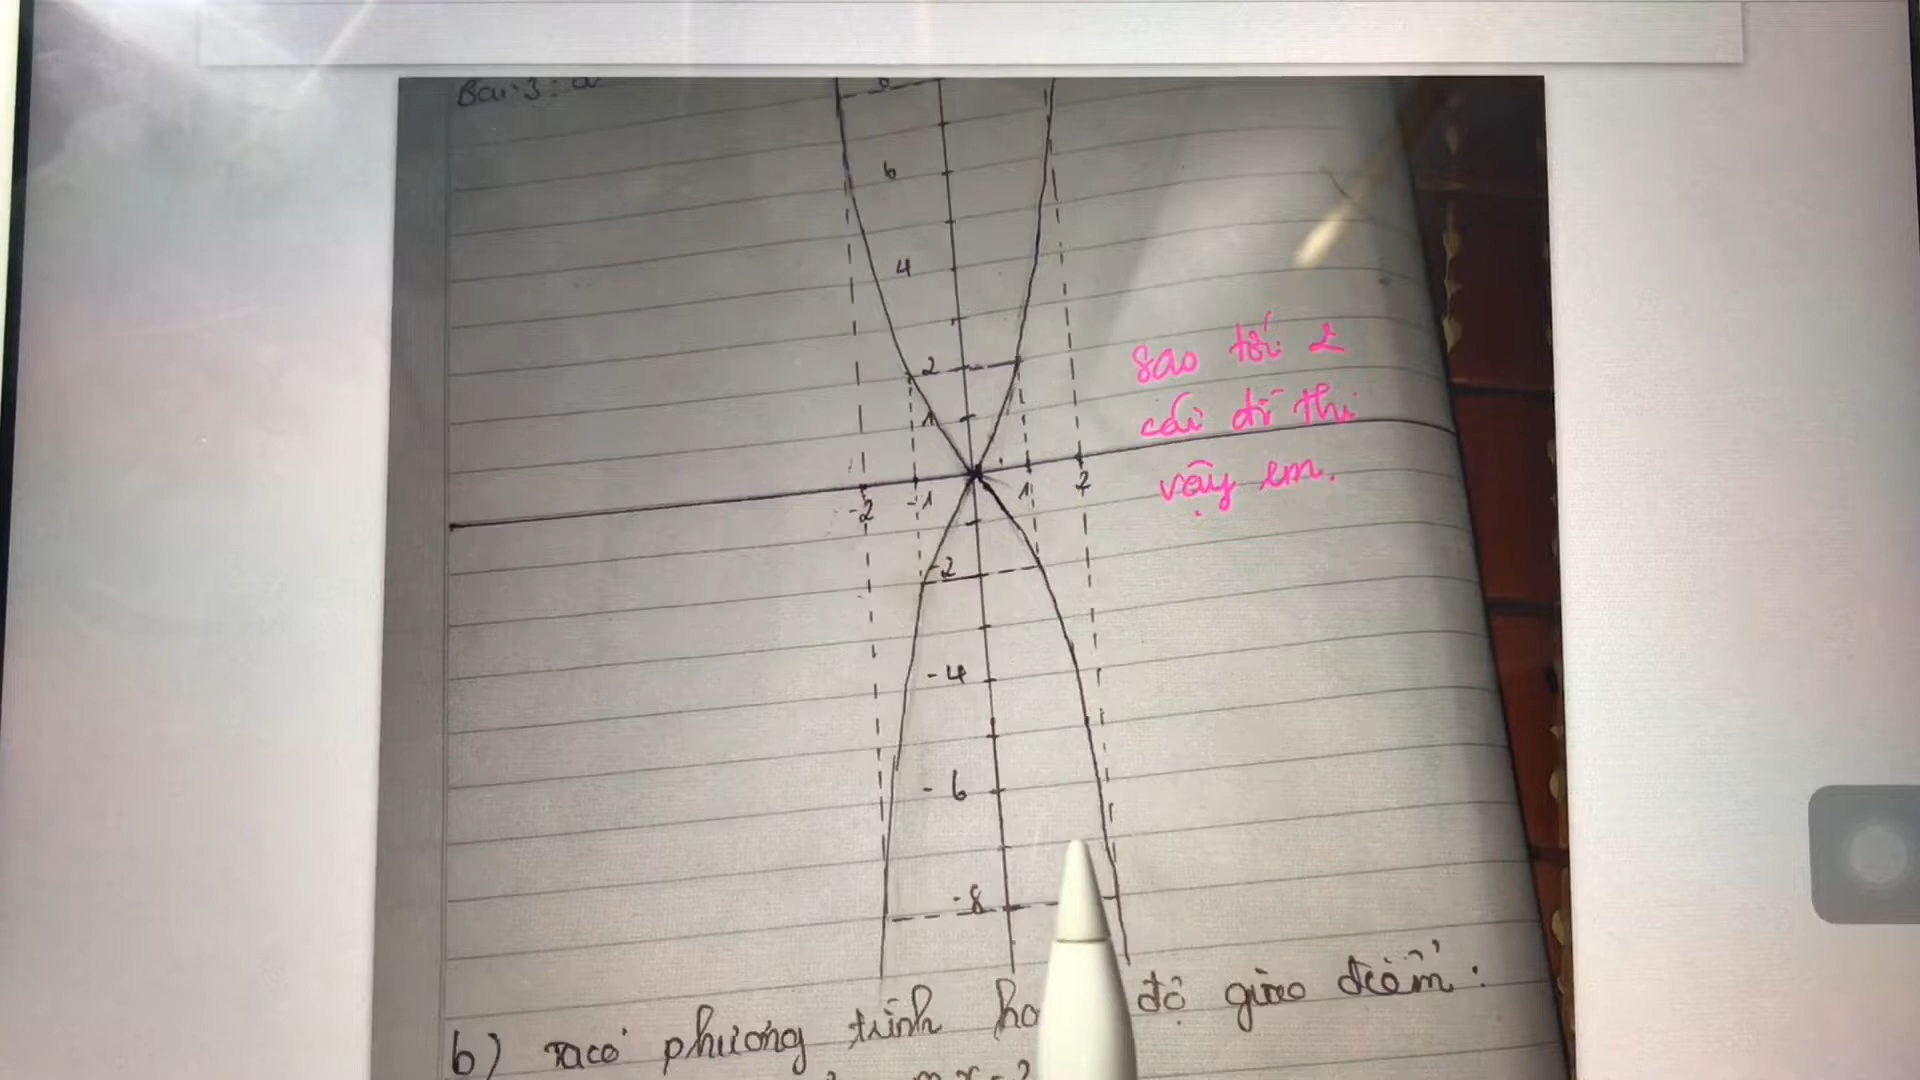 Bài 3: a
6
4
2
1
sao tới 2
cái đồ thị
vậy em.
-2 -1 1 2
-2
-4
-6
-8
b) Ta có phương trình ho độ giao điểm: